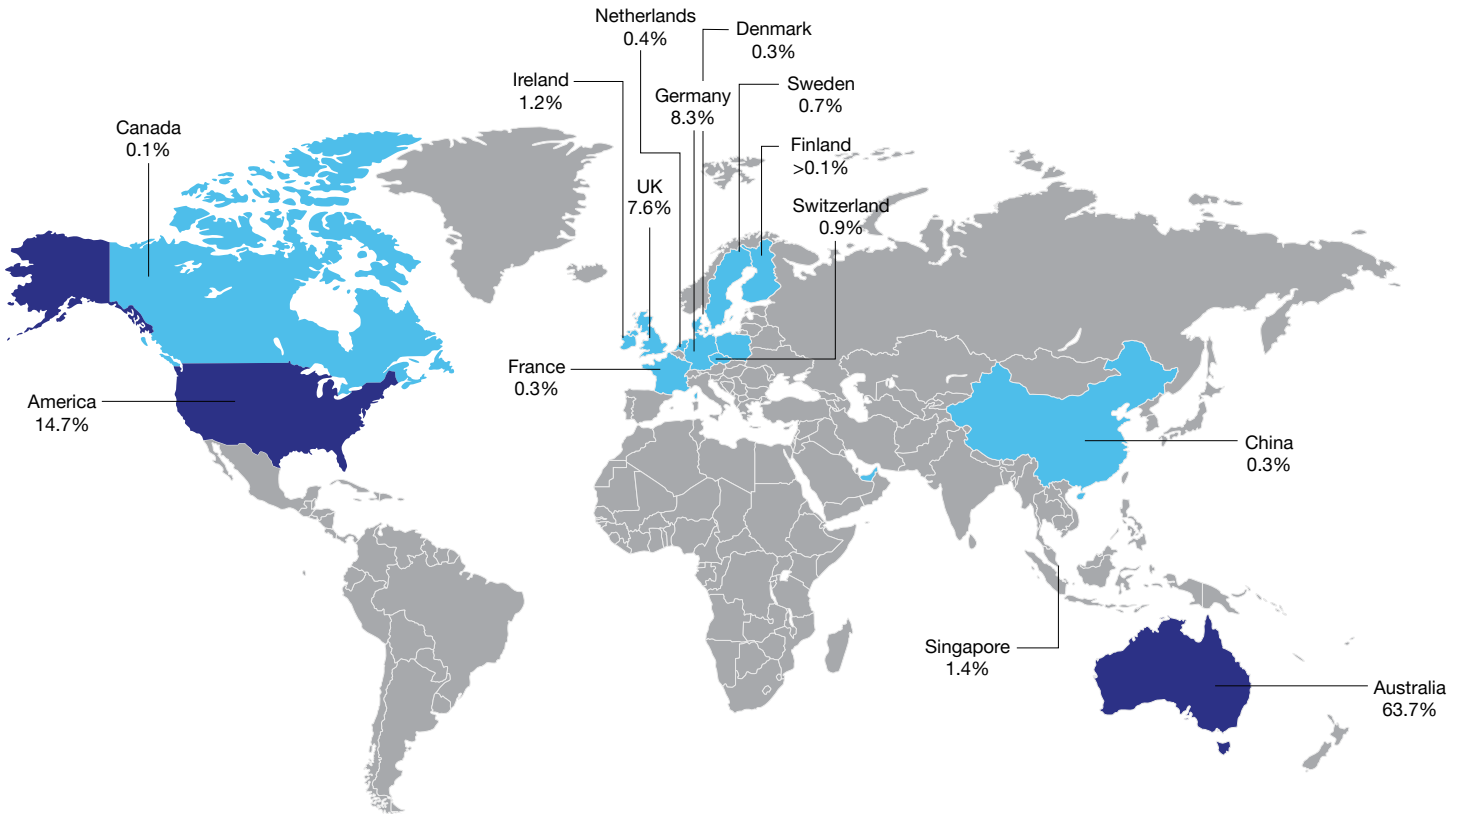 Netherlands
0.4%
Denmark
0.3%
Ireland
1.2%
Germany
8.3%
Sweden
0.7%
Canada
0.1%
Finland
>0.1%
UK
7.6%
Switzerland
0.9%
France
0.3%
America
14.7%
China
0.3%
Singapore
1.4%
Australia
63.7%